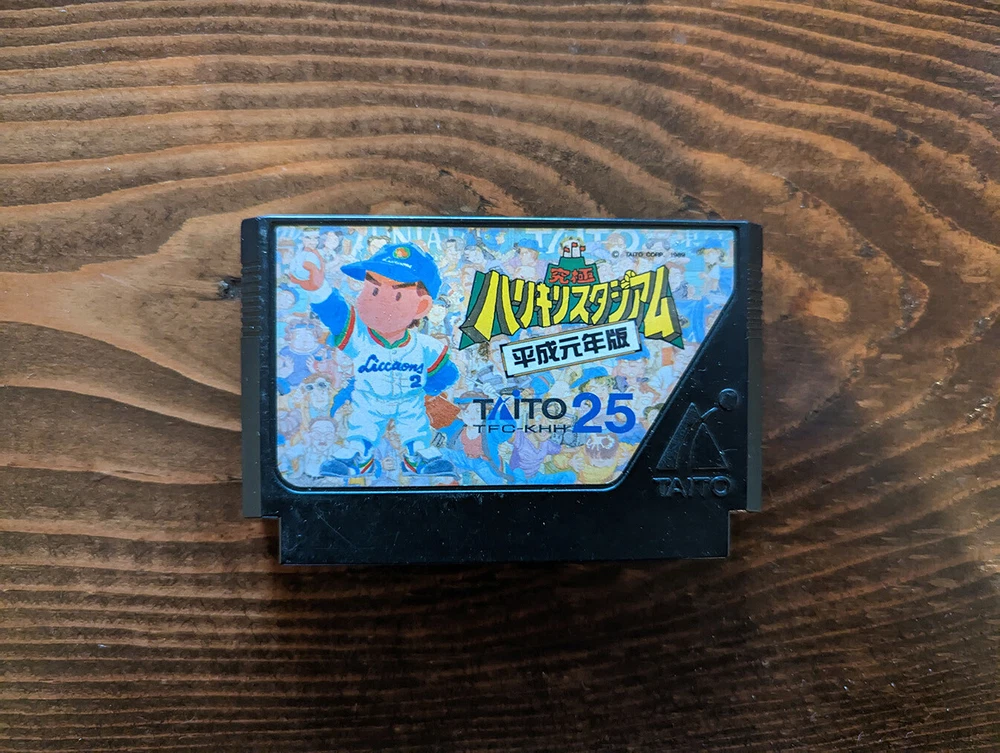 © TAITO CORP. 1989
究極
ハリキリスタジアム
平成元年版
Liccaons
2
TAITO 25
TFC-KHH
TAITO